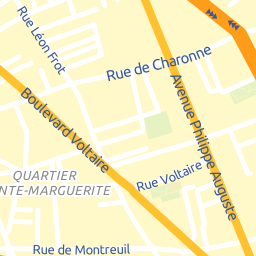 Rue Léon Frot
Rue de Charonne
Avenue Philippe Auguste
Boulevard Voltaire
QUARTIER
NTE-MARGUERITE
Rue Voltaire
Rue de Montreuil